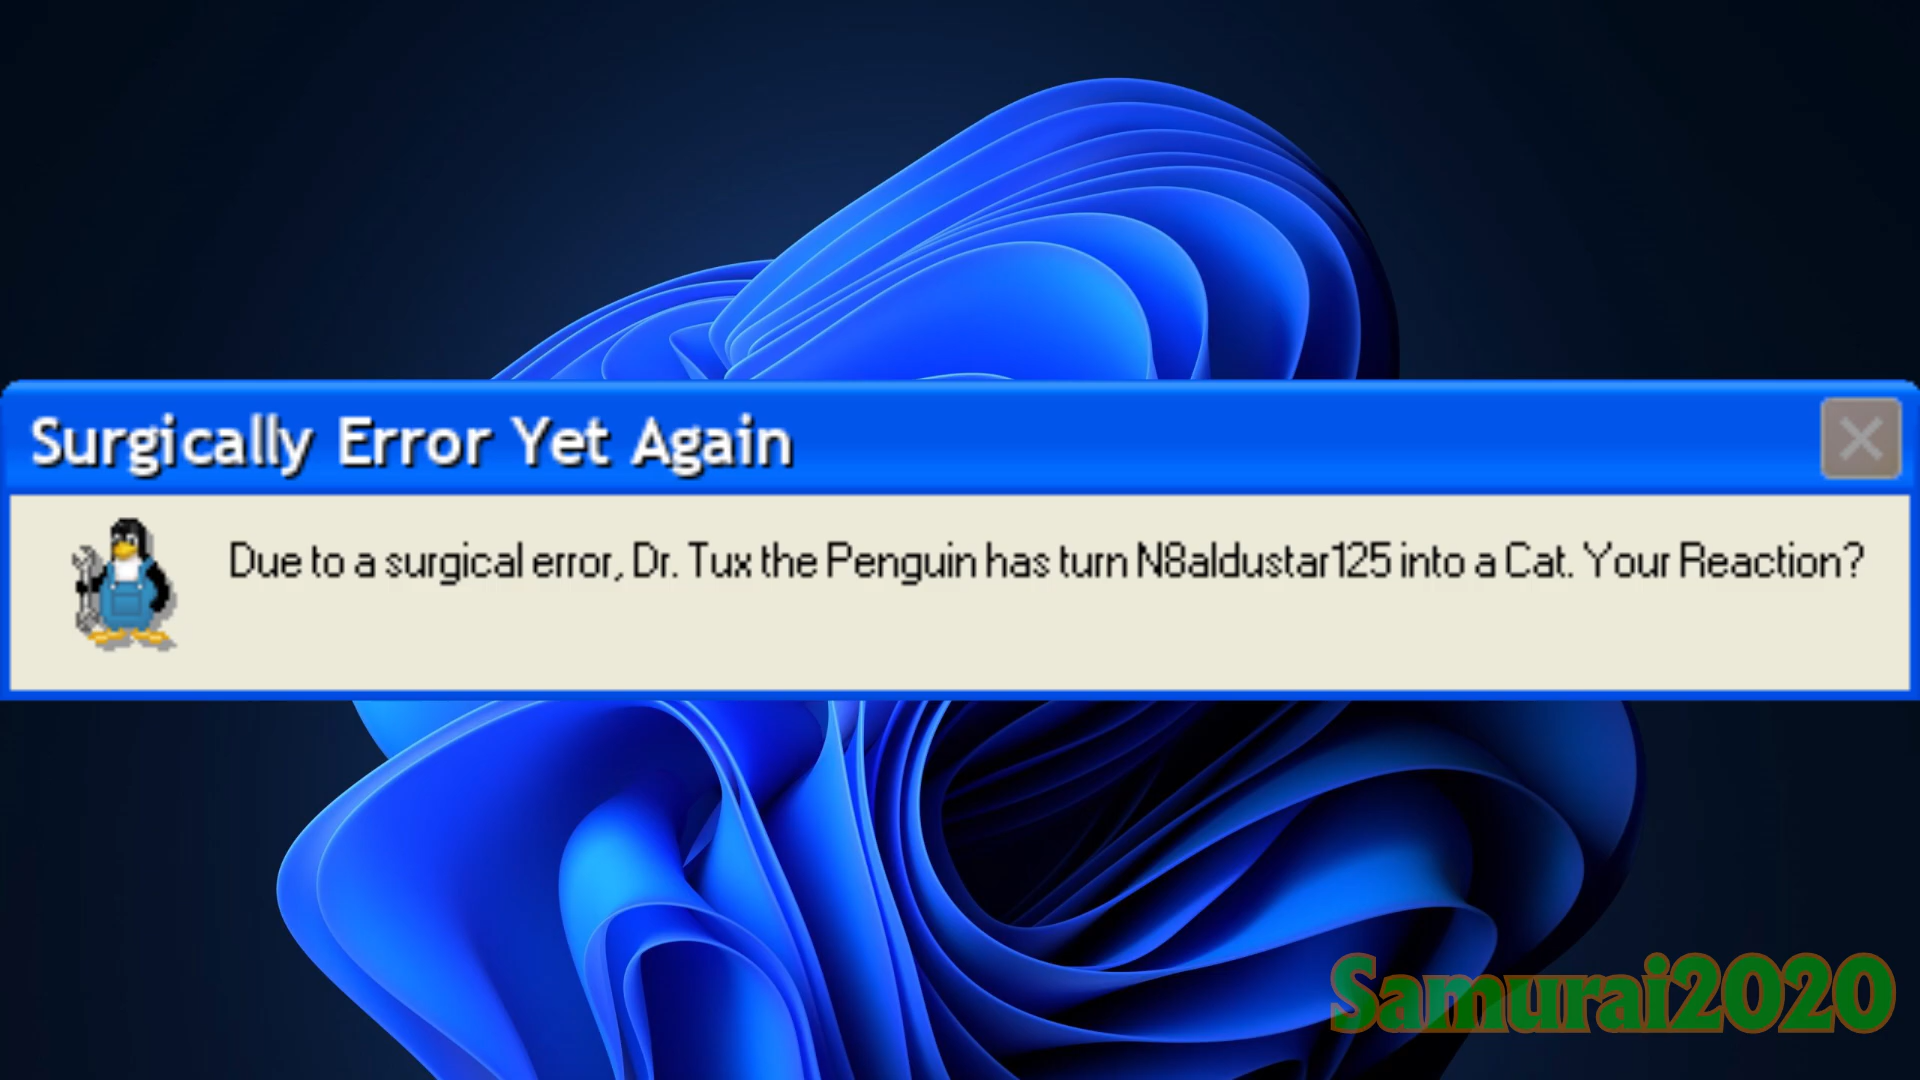 Surgically Error Yet Again
Due to a surgical error, Dr. Tux the Penguin has turn N8aldustar125 into a Cat. Your Reaction?
Samurai2020